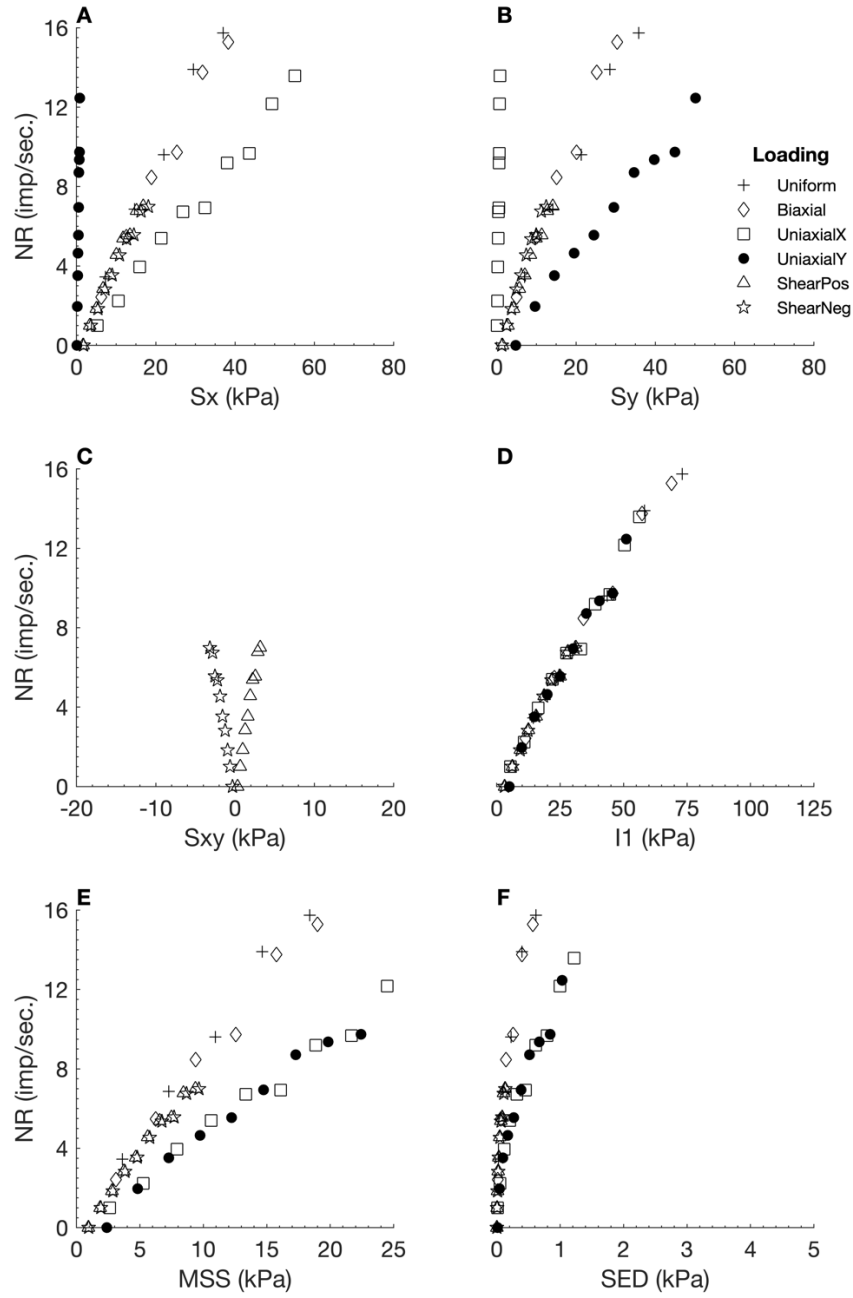 A
16
12
8
4
0
NR (imp/sec.)
0 20 40 60 80
Sx (kPa)
B
16
12
8
4
0
0 20 40 60 80
Sy (kPa)
Loading
Uniform
Biaxial
UniaxialX
UniaxialY
ShearPos
ShearNeg
C
16
12
8
4
0
NR (imp/sec.)
-20 -10 0 10 20
Sxy (kPa)
D
16
12
8
4
0
0 25 50 75 100 125
I1 (kPa)
E
16
12
8
4
0
NR (imp/sec.)
0 5 10 15 20 25
MSS (kPa)
F
16
12
8
4
0
0 1 2 3 4 5
SED (kPa)